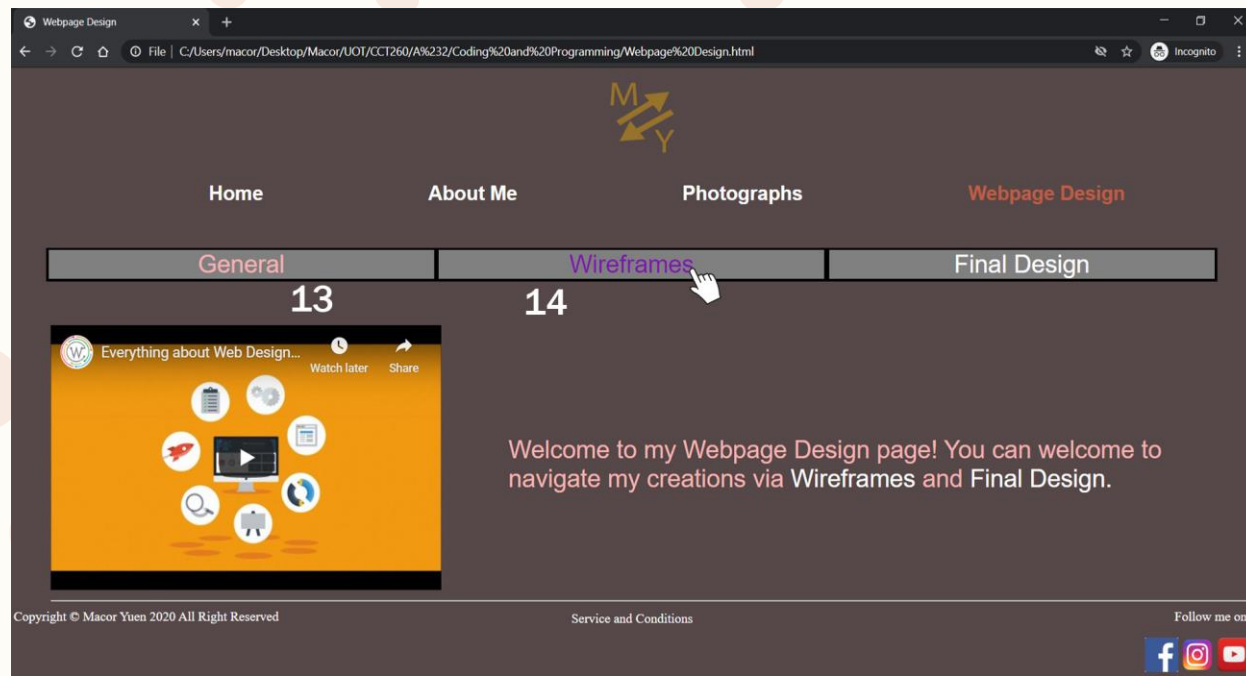 Webpage Design
File | C:/Users/macor/Desktop/Macor/UOT/CCT260/A%232/Coding%20and%20Programming/Webpage%20Design.html
Incognito
M
Y
Home About Me Photographs Webpage Design
General Wireframes Final Design
13 14
W.
Everything about Web Design...
Watch later Share
Welcome to my Webpage Design page! You can welcome to
navigate my creations via Wireframes and Final Design.
Copyright © Macor Yuen 2020 All Right Reserved Service and Conditions Follow me on